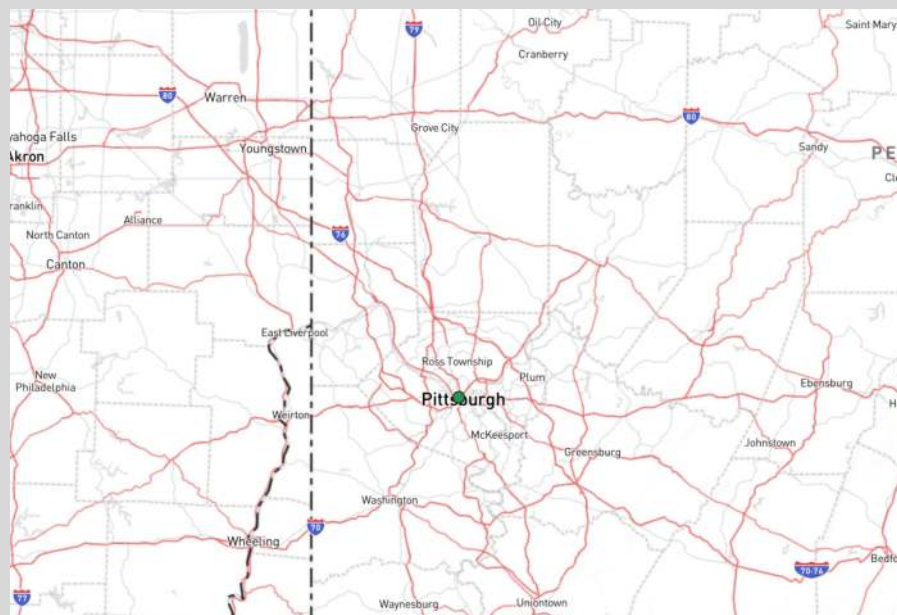 79
Oil City
Saint Mary
Cranberry
80
Warren
80
Grove City
yahoga Falls
Youngstown
Sandy
Akron
PE
Cle
ranklin
Alliance
North Canton
76
Canton
East Liverpool
Ross Township
New
Philadelphia
Plum
Ebensburg
Pittsburgh
H
Weirton
McKeesport
Johnstown
Greensburg
Washington
70
Wheeling
Bedfo
70-76
77
Waynesburg
Uniontown